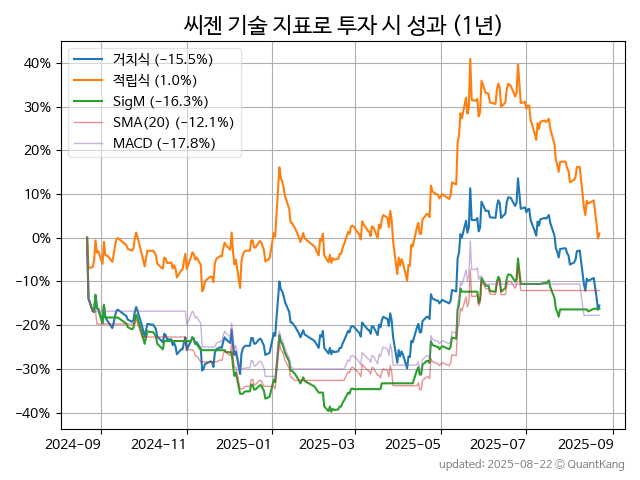 씨젠 기술 지표로 투자 시 성과 (1년)
거치식 (−15.5%)
적립식 (1.0%)
SigM (−16.3%)
SMA(20) (−12.1%)
MACD (−17.8%)
40%
30%
20%
10%
0%
−10%
−20%
−30%
−40%
2024-09 2024-11 2025-01 2025-03 2025-05 2025-07 2025-09
updated: 2025-08-22 © QuantKang